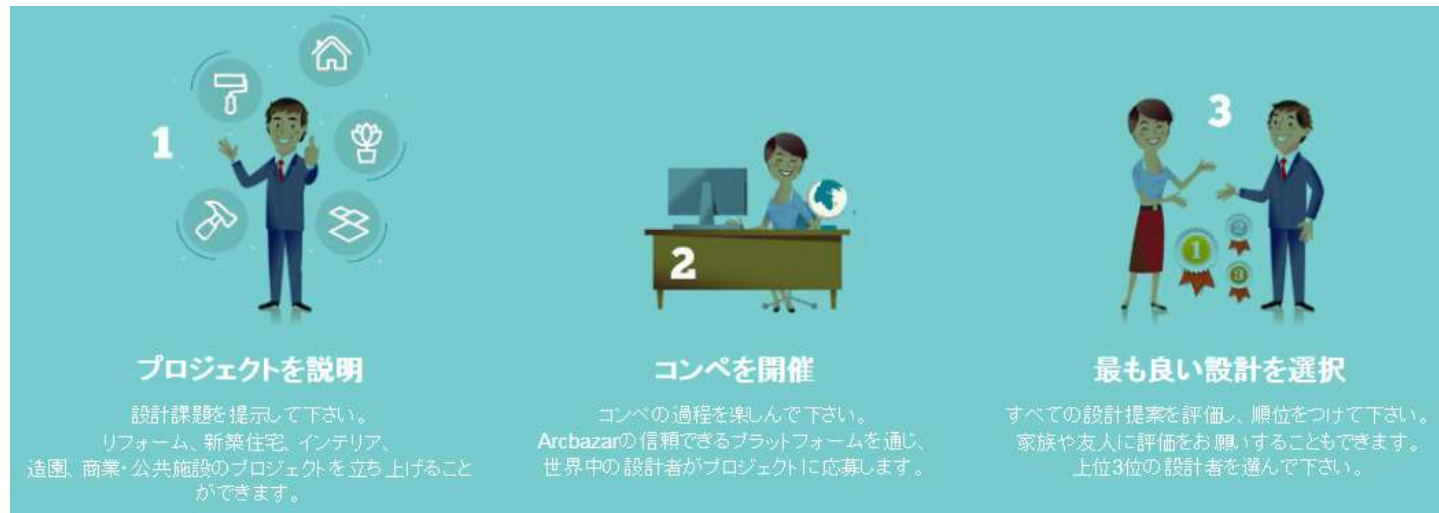 1
プロジェクトを説明
設計課題を提示して下さい。
リフォーム、新築住宅、インテリア、
造園、商業・公共施設のプロジェクトを立ち上げること
ができます。
2
コンペを開催
コンペの過程を楽しんで下さい。
Arcbazarの信頼できるプラットフォームを通じ、
世界中の設計者がプロジェクトに応募します。
3
1
2
3
最も良い設計を選択
すべての設計提案を評価し、順位をつけて下さい。
家族や友人に評価をお願いすることもできます。
上位3位の設計者を選んで下さい。